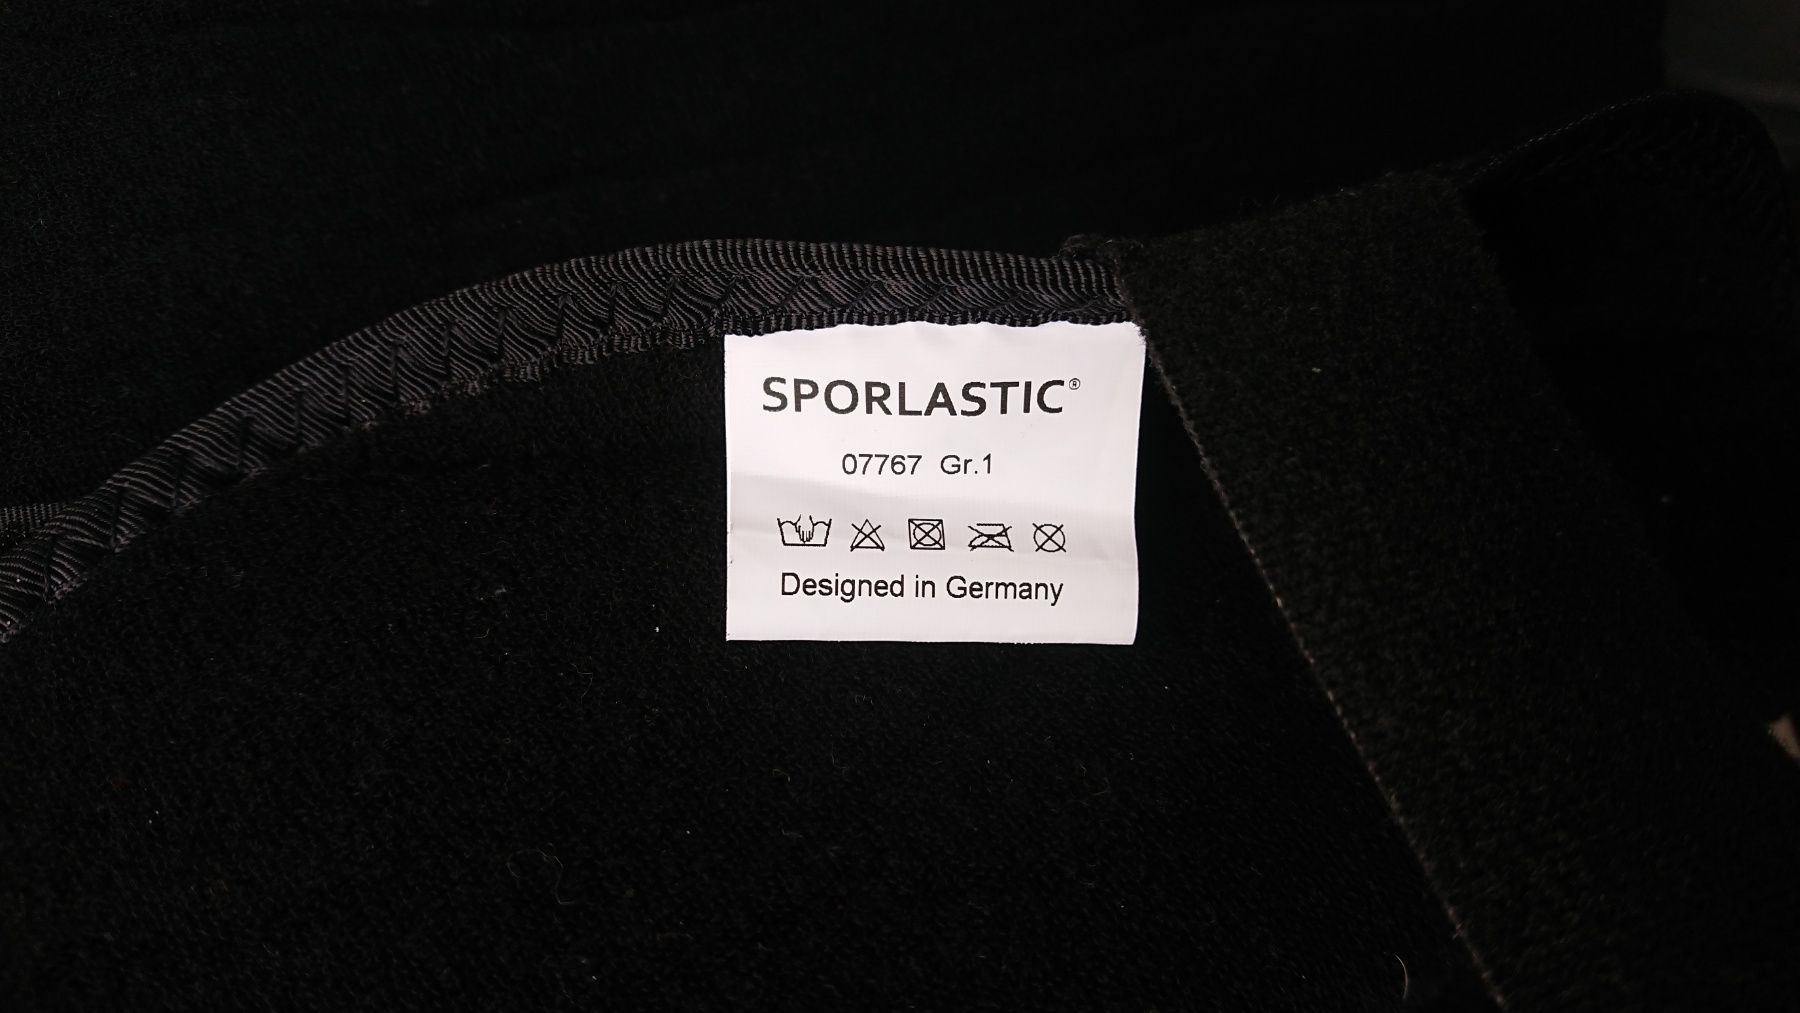 SPORLASTIC®
07767 Gr.1
Designed in Germany